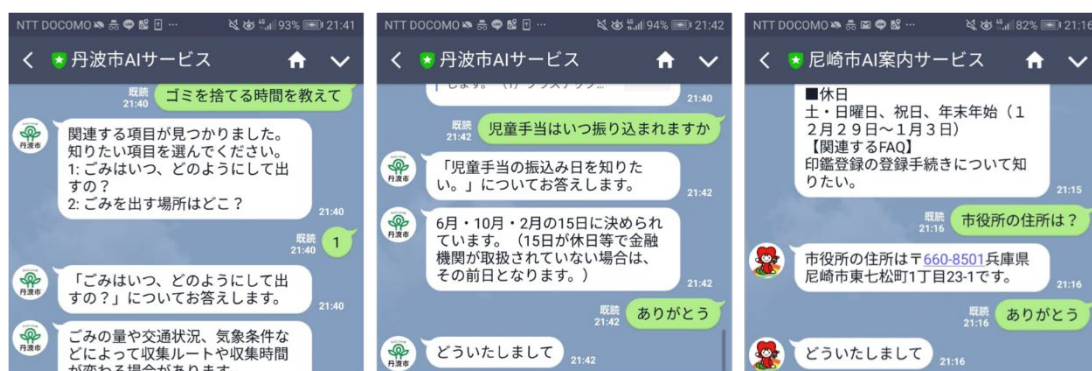 NTT DOCOMO 93% 21:41
丹波市AIサービス
既読
21:40
ゴミを捨てる時間を教えて
関連する項目が見つかりました。
知りたい項目を選んでください。
1: ごみはいつ、どのようにして出
すの？
2: ごみを出す場所はどこ？
21:40
既読
21:40
1
「ごみはいつ、どのようにして出
すの？」についてお答えします。
21:40
ごみの量や交通状況、気象条件な
どによって収集ルートや収集時間
が変わる場合があります
丹波市
NTT DOCOMO 94% 21:42
丹波市AIサービス
21:40
既読
21:42
児童手当はいつ振り込まれますか
「児童手当の振込み日を知りた
い。」についてお答えします。
21:42
6月・10月・2月の15日に決められ
ています。（15日が休日等で金融
機関が取扱されていない場合は、
その前日となります。）
21:42
既読
21:42
ありがとう
どういたしまして
21:42
丹波市
NTT DOCOMO 82% 21:16
尼崎市AI案内サービス
■休日
土・日曜日、祝日、年末年始（１
２月２９日～１月３日）
【関連するFAQ】
印鑑登録の登録手続きについて知
りたい。
21:15
既読
21:16
市役所の住所は？
市役所の住所は〒660-8501兵庫県
尼崎市東七松町1丁目23-1です。
21:16
既読
21:16
ありがとう
どういたしまして
21:16